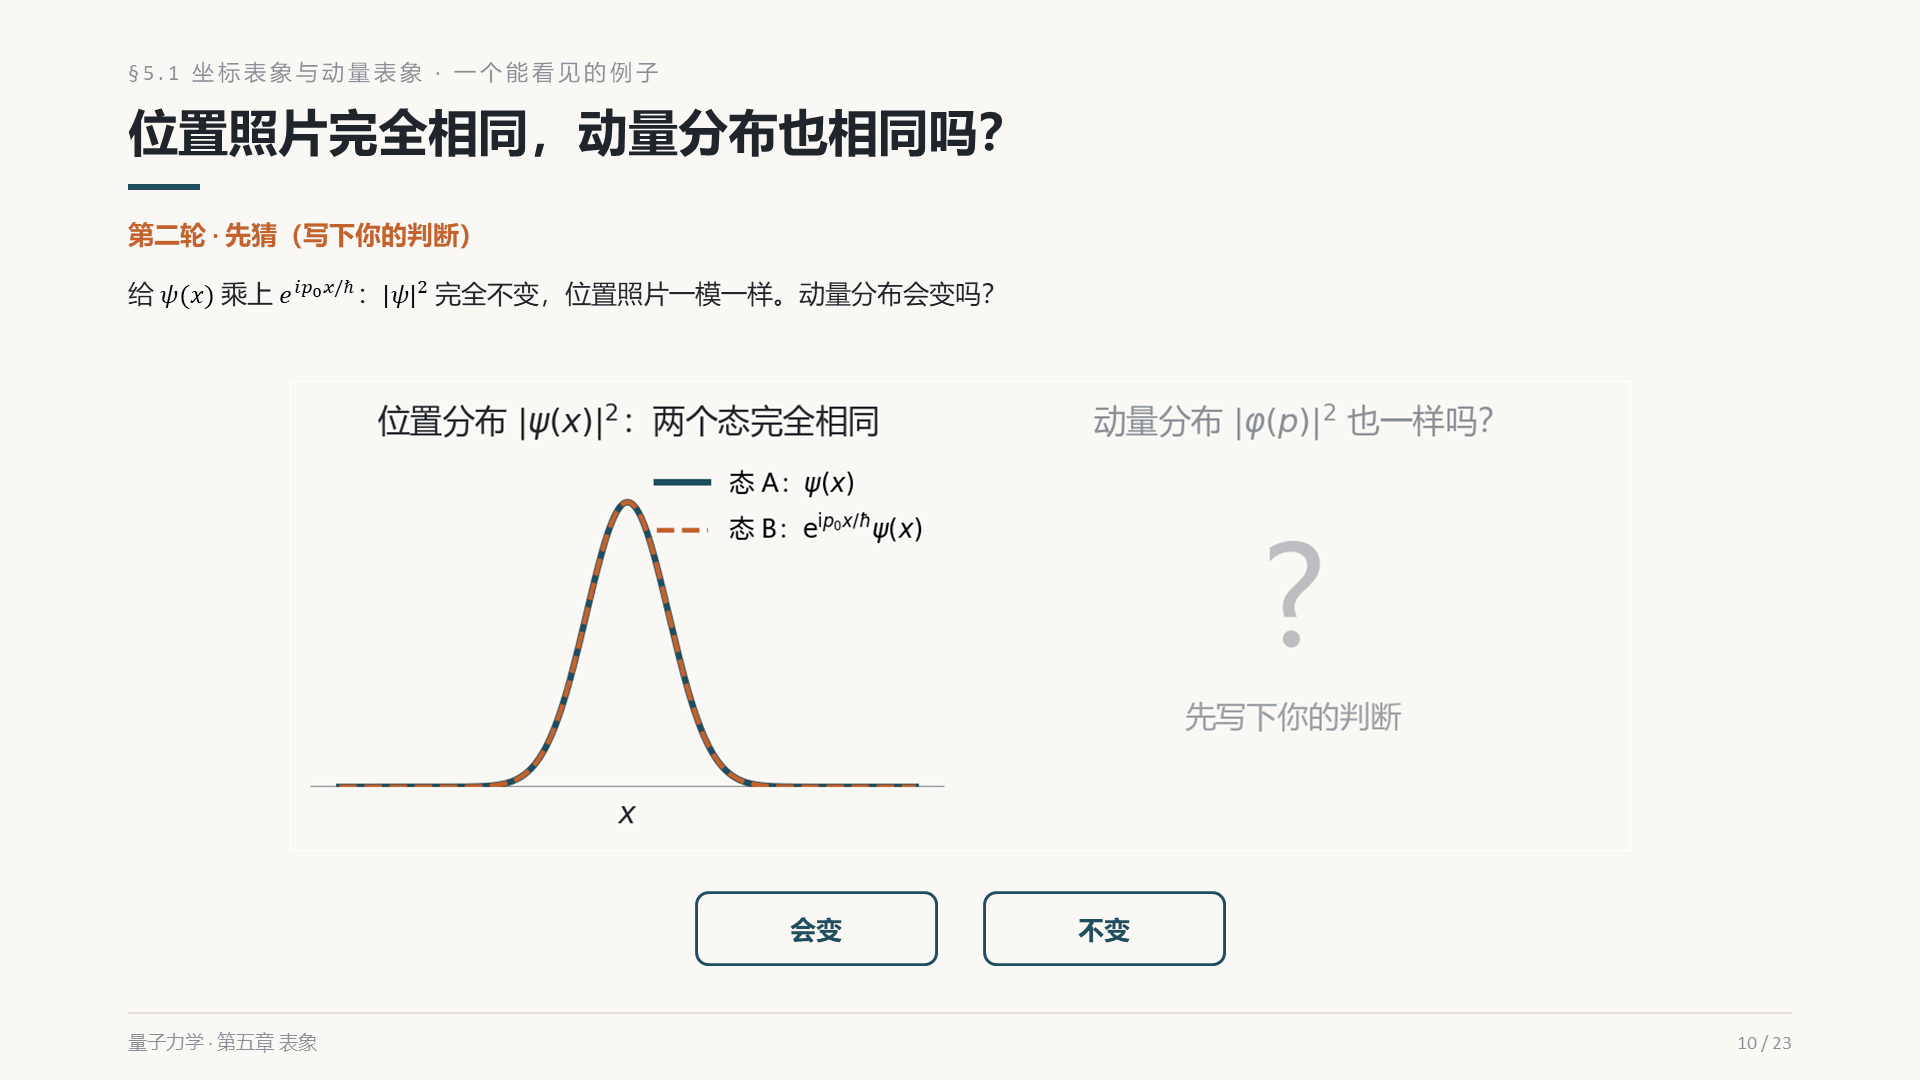 §5.1 坐标表象与动量表象 · 一个能看见的例子
位置照片完全相同，动量分布也相同吗？
第二轮 · 先猜（写下你的判断）
给 ψ(x) 乘上 e^{ip₀x/ħ}：|ψ|² 完全不变，位置照片一模一样。动量分布会变吗？
位置分布 |ψ(x)|²：两个态完全相同
态 A：ψ(x)
态 B：e^{ip₀x/ħ}ψ(x)
x
动量分布 |φ(p)|² 也一样吗？
?
先写下你的判断
会变
不变
量子力学 · 第五章 表象
10 / 23